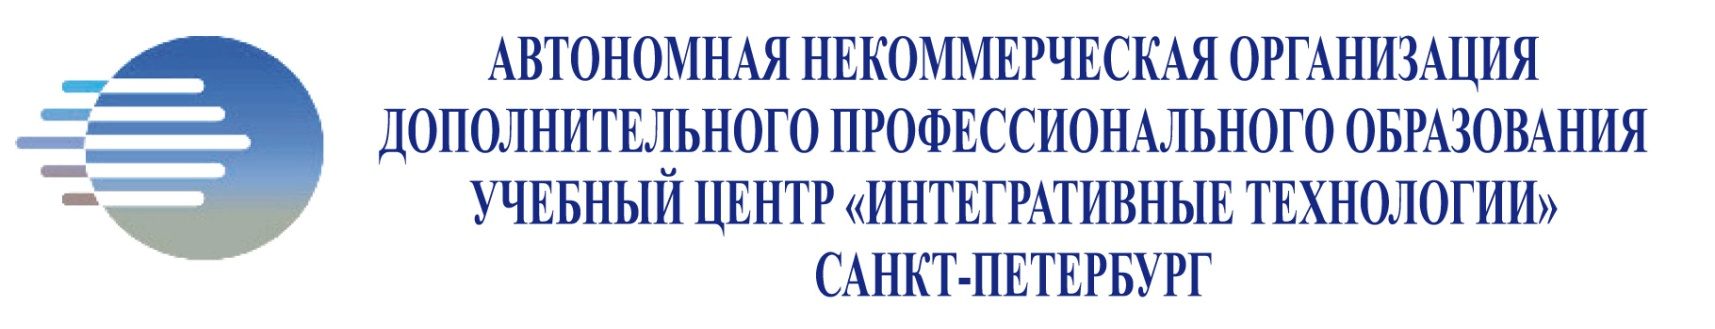 АВТОНОМНАЯ НЕКОММЕРЧЕСКАЯ ОРГАНИЗАЦИЯ
ДОПОЛНИТЕЛЬНОГО ПРОФЕССИОНАЛЬНОГО ОБРАЗОВАНИЯ
УЧЕБНЫЙ ЦЕНТР «ИНТЕГРАТИВНЫЕ ТЕХНОЛОГИИ»
САНКТ-ПЕТЕРБУРГ